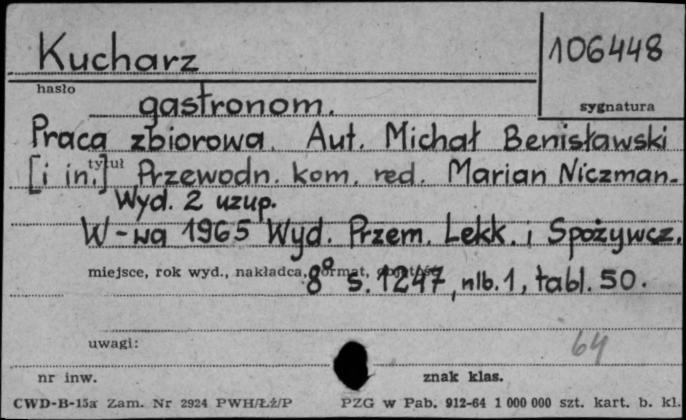 Kucharz
106448
hasło
gastronom.
sygnatura
Praca zbiorowa. Aut. Michał Benisławski
tytuł
[i in.] Przewodn. kom. red. Marian Niczman.
Wyd. 2 uzup.
W-wa 1965 Wyd. Przem. Lekk. i Spożywcz.
miejsce, rok wyd., nakładca, format, objętość
8° s. 1247, nlb. 1, tabl. 50.
uwagi:
64
nr inw.
znak klas.
CWD-B-15a Zam. Nr 2924 PWH/Łź/P PZG w Pab. 912-64 1 000 000 szt. kart. b. kl.